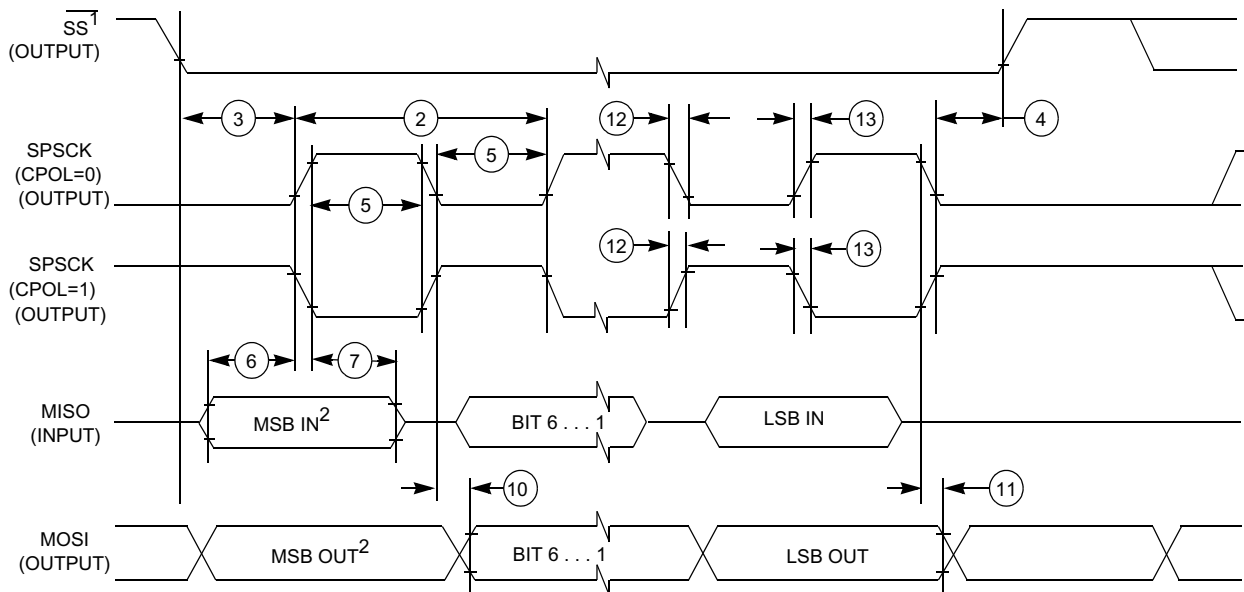 SS1
(OUTPUT)
3
2
12
13
4
SPSCK
(CPOL=0)
(OUTPUT)
5
5
12
13
SPSCK
(CPOL=1)
(OUTPUT)
6
7
MISO
(INPUT)
MSB IN2
BIT 6 . . . 1
LSB IN
10
11
MOSI
(OUTPUT)
MSB OUT2
BIT 6 . . . 1
LSB OUT